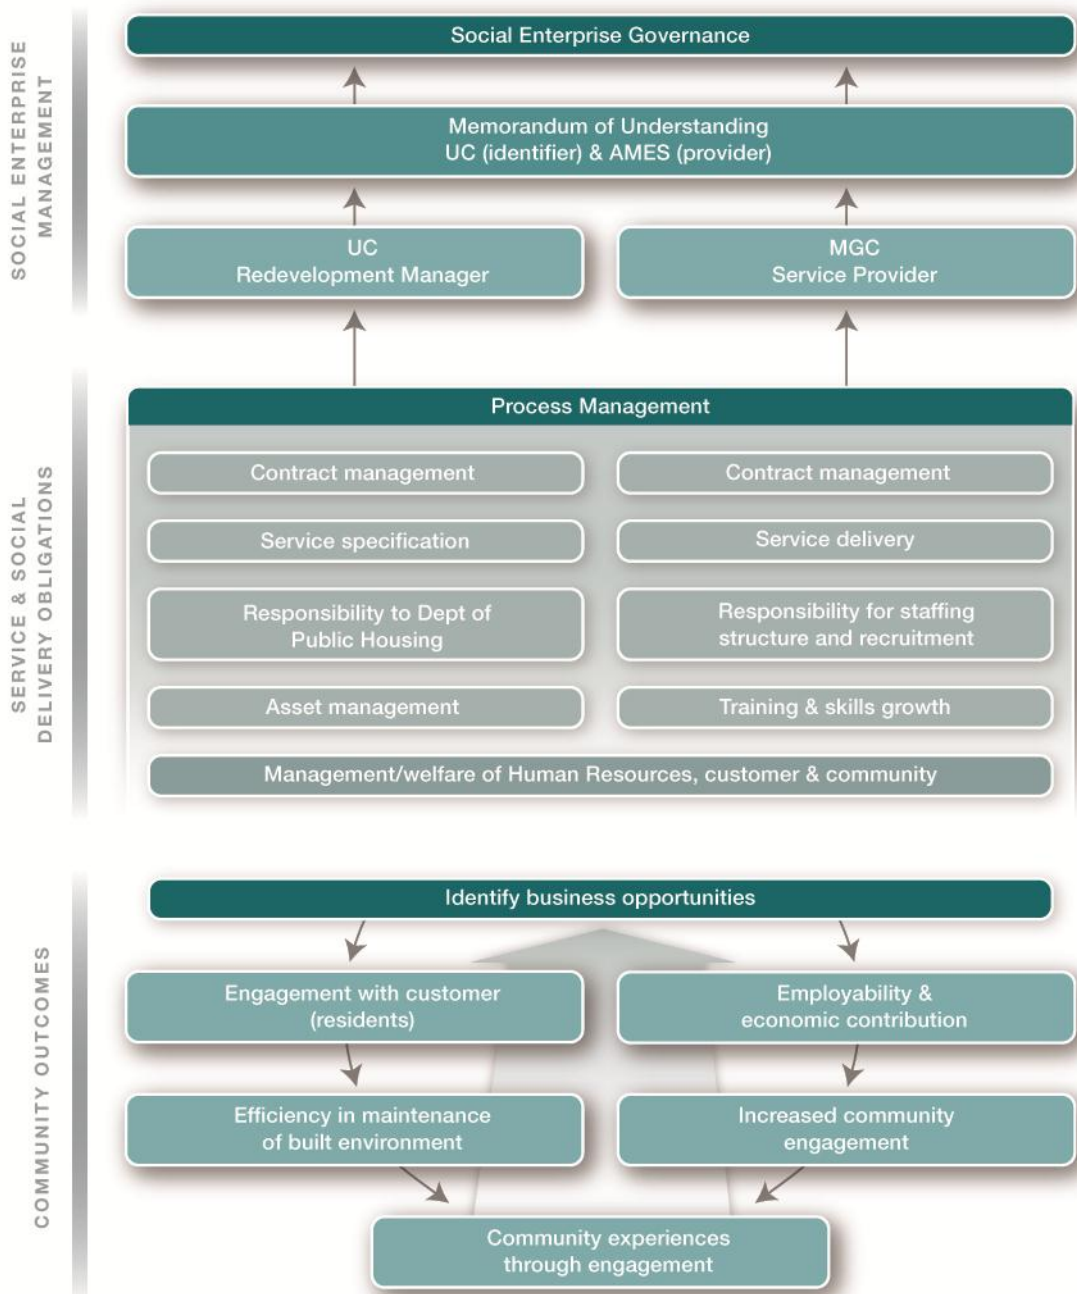 SOCIAL ENTERPRISE
MANAGEMENT
Social Enterprise Governance
Memorandum of Understanding
UC (identifier) & AMES (provider)
UC
Redevelopment Manager
MGC
Service Provider
SERVICE & SOCIAL
DELIVERY OBLIGATIONS
Process Management
Contract management
Contract management
Service specification
Service delivery
Responsibility to Dept of
Public Housing
Responsibility for staffing
structure and recruitment
Asset management
Training & skills growth
Management/welfare of Human Resources, customer & community
COMMUNITY OUTCOMES
Identify business opportunities
Engagement with customer
(residents)
Employability &
economic contribution
Efficiency in maintenance
of built environment
Increased community
engagement
Community experiences
through engagement